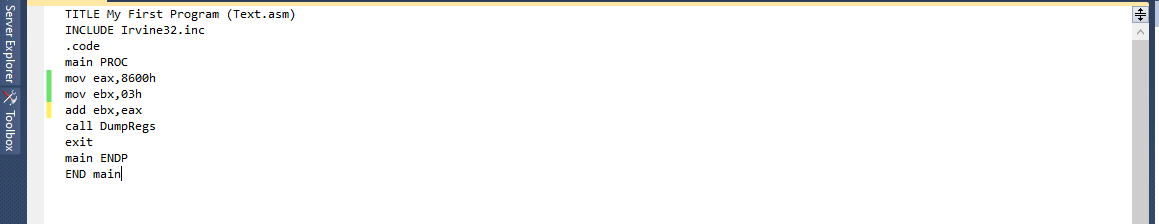 Server Explorer
Toolbox
TITLE My First Program (Text.asm)
INCLUDE Irvine32.inc
.code
main PROC
mov eax,8600h
mov ebx,03h
add ebx,eax
call DumpRegs
exit
main ENDP
END main